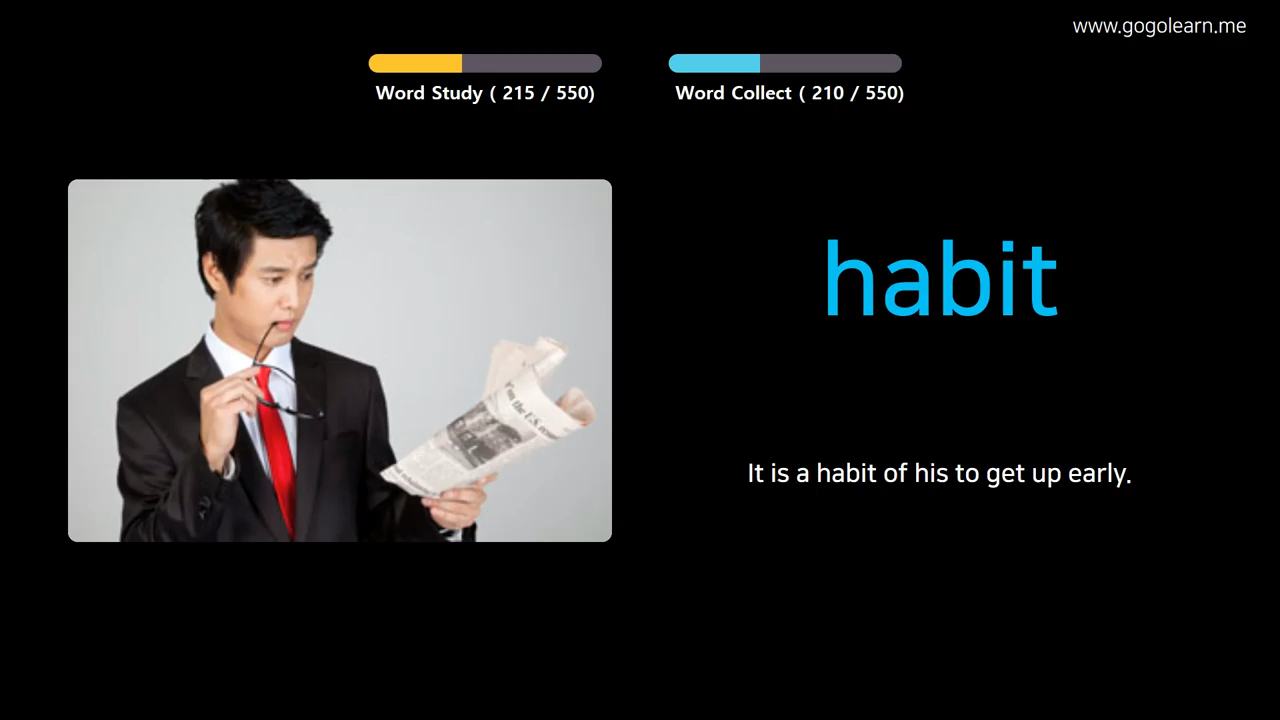 www.gogolearn.me
Word Study ( 215 / 550)
Word Collect ( 210 / 550)
habit
It is a habit of his to get up early.